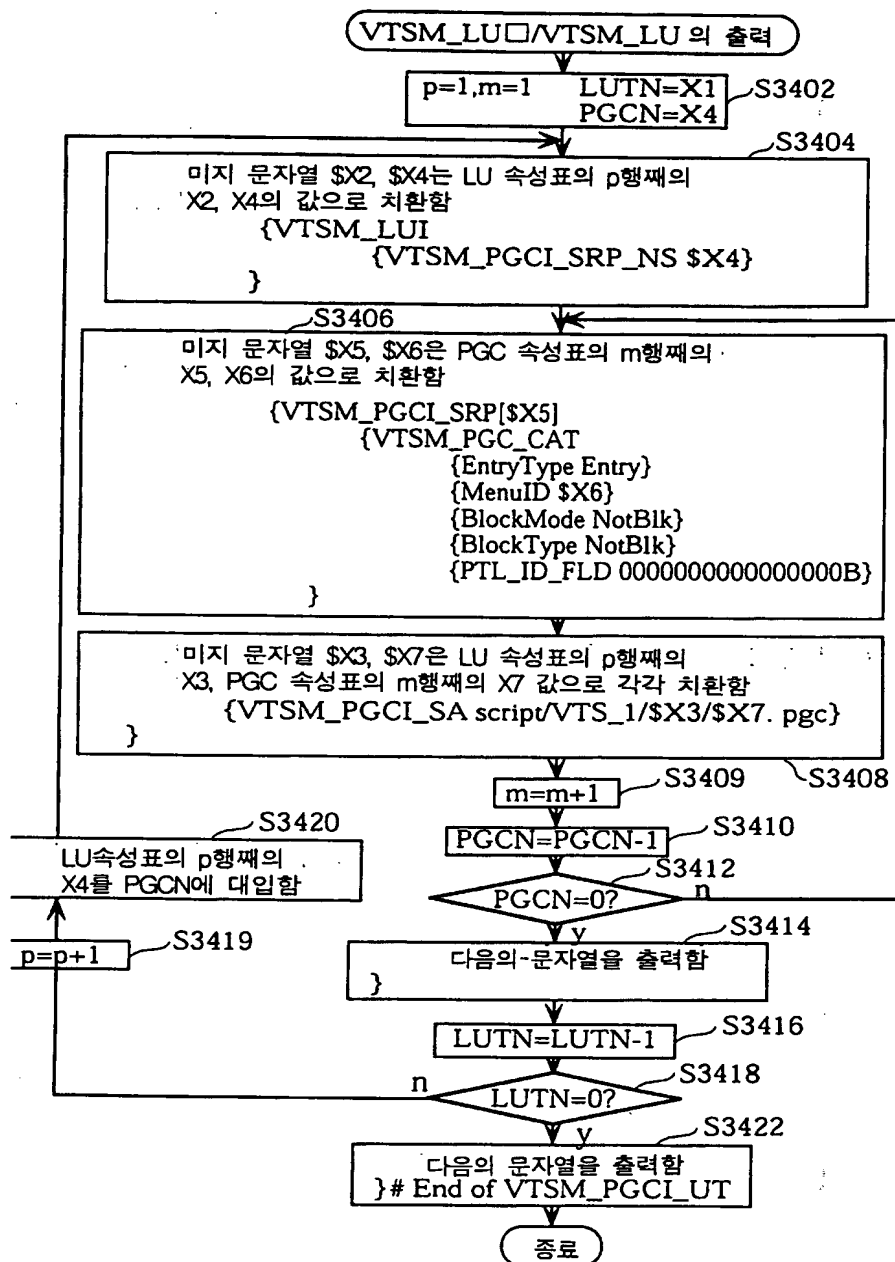 VTSM_LU□/VTSM_LU 의 출력
p=1,m=1 LUTN=X1
PGCN=X4
S3402
S3404
미지 문자열 $X2, $X4는 LU 속성표의 p행째의
X2, X4의 값으로 치환함
{VTSM_LUI
{VTSM_PGCI_SRP_NS $X4}
}
S3406
미지 문자열 $X5, $X6은 PGC 속성표의 m행째의
X5, X6의 값으로 치환함
{VTSM_PGCI_SRP[$X5]
{VTSM_PGC_CAT
{EntryType Entry}
{MenuID $X6}
{BlockMode NotBlk}
{BlockType NotBlk}
{PTL_ID_FLD 0000000000000000B}
}
미지 문자열 $X3, $X7은 LU 속성표의 p행째의
X3, PGC 속성표의 m행째의 X7 값으로 각각 치환함
{VTSM_PGCI_SA script/VTS_1/$X3/$X7. pgc}
}
S3408
m=m+1
S3409
PGCN=PGCN-1
S3410
S3412
PGCN=0?
n
y
S3414
다음의-문자열을 출력함
}
LUTN=LUTN-1
S3416
S3418
LUTN=0?
n
y
S3420
LU속성표의 p행째의
X4를 PGCN에 대입함
p=p+1
S3419
S3422
다음의 문자열을 출력함
}# End of VTSM_PGCI_UT
종료